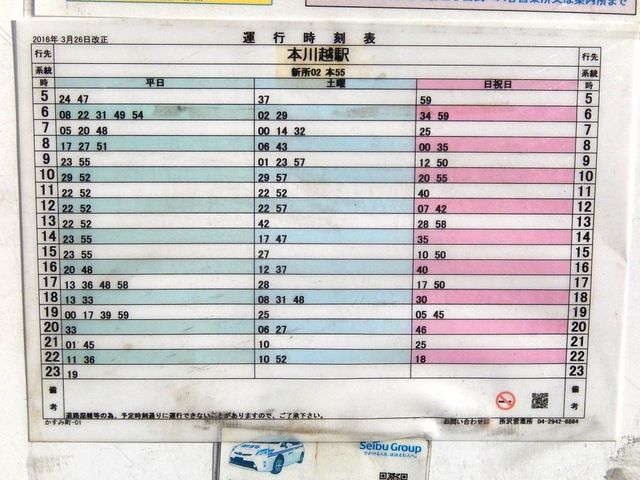 2016年 3月26日改正 運行時刻表
行先 本川越駅 行先
系統 新所02 本55 系統
時 平日 土曜 日祝日 時
5 24 47 37 59 5
6 08 22 31 49 54 02 29 34 59 6
7 05 20 48 00 14 32 25 7
8 17 27 51 06 43 00 35 8
9 23 55 01 23 57 12 50 9
10 29 52 29 57 20 55 10
11 22 52 22 52 40 11
12 22 52 22 57 07 42 12
13 22 52 42 28 58 13
14 23 55 17 47 35 14
15 23 55 27 10 50 15
16 20 48 12 37 40 16
17 13 36 48 58 28 17 50 17
18 13 33 08 31 48 30 18
19 00 17 39 59 25 05 45 19
20 33 06 27 46 20
21 01 45 10 25 21
22 11 36 10 52 18 22
23 19 23
備考 備考
道路混雑等の為、予定時刻通りに運行できないことがありますので、ご了承下さい。
かすみ町-01 お問い合わせは 所沢営業所 04-2942-8884
Seibu Group